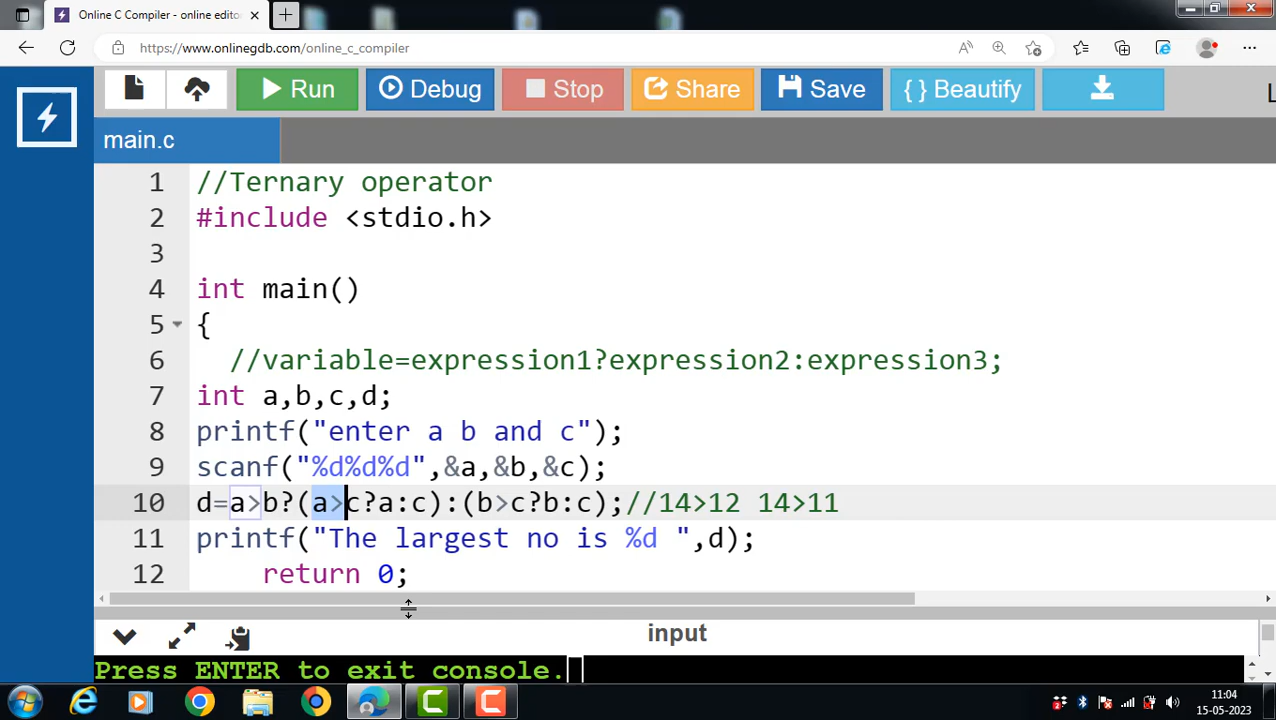 Online C Compiler - online editor
https://www.onlinegdb.com/online_c_compiler
Run Debug Stop Share Save { } Beautify
main.c
1 //Ternary operator
2 #include <stdio.h>
3
4 int main()
5 {
6 //variable=expression1?expression2:expression3;
7 int a,b,c,d;
8 printf("enter a b and c");
9 scanf("%d%d%d",&a,&b,&c);
10 d=a>b?(a>c?a:c):(b>c?b:c);//14>12 14>11
11 printf("The largest no is %d ",d);
12 return 0;
input
Press ENTER to exit console.
11:04
15-05-2023